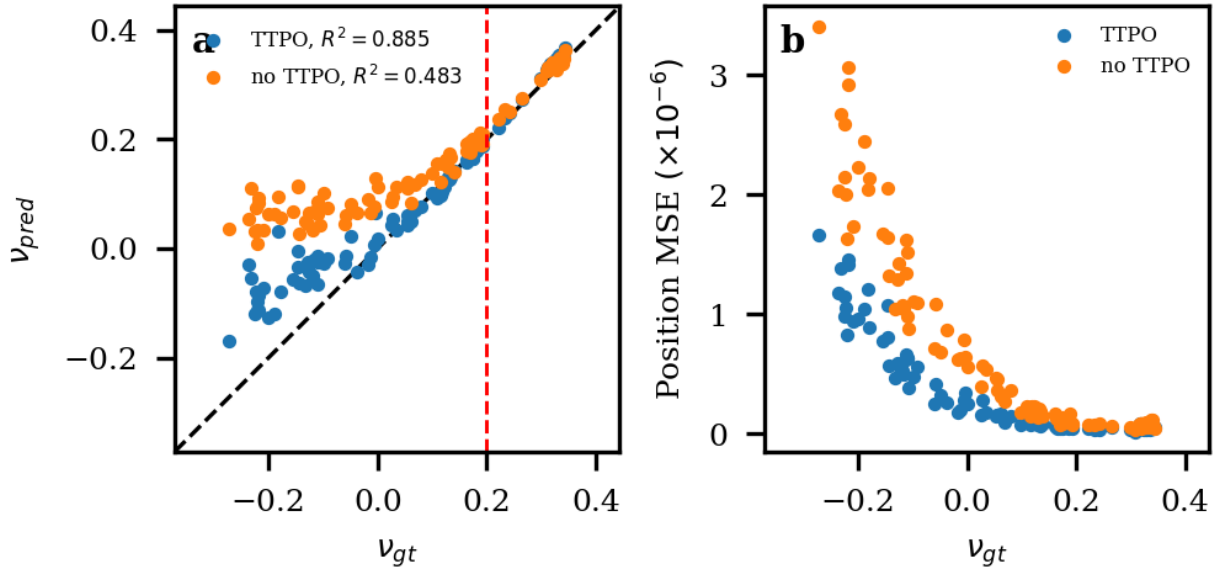 a
TTPO, R² = 0.885
no TTPO, R² = 0.483
0.4
0.2
0.0
−0.2
ν_pred
−0.2
0.0
0.2
0.4
ν_gt
b
TTPO
no TTPO
3
2
1
0
Position MSE (×10⁻⁶)
−0.2
0.0
0.2
0.4
ν_gt